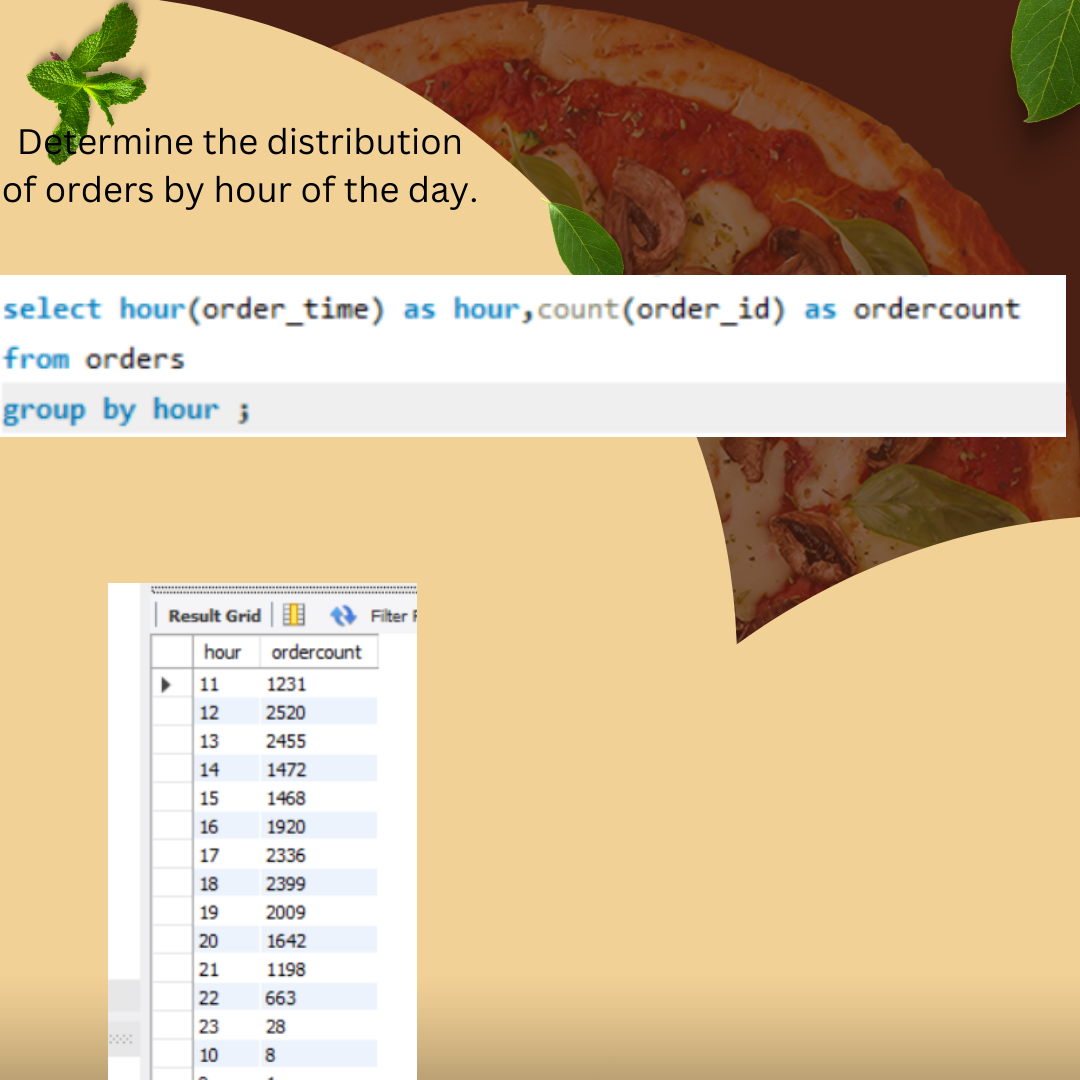 Determine the distribution
of orders by hour of the day.
select hour(order_time) as hour,count(order_id) as ordercount
from orders
group by hour ;
Result Grid Filter
hour ordercount
11 1231
12 2520
13 2455
14 1472
15 1468
16 1920
17 2336
18 2399
19 2009
20 1642
21 1198
22 663
23 28
10 8